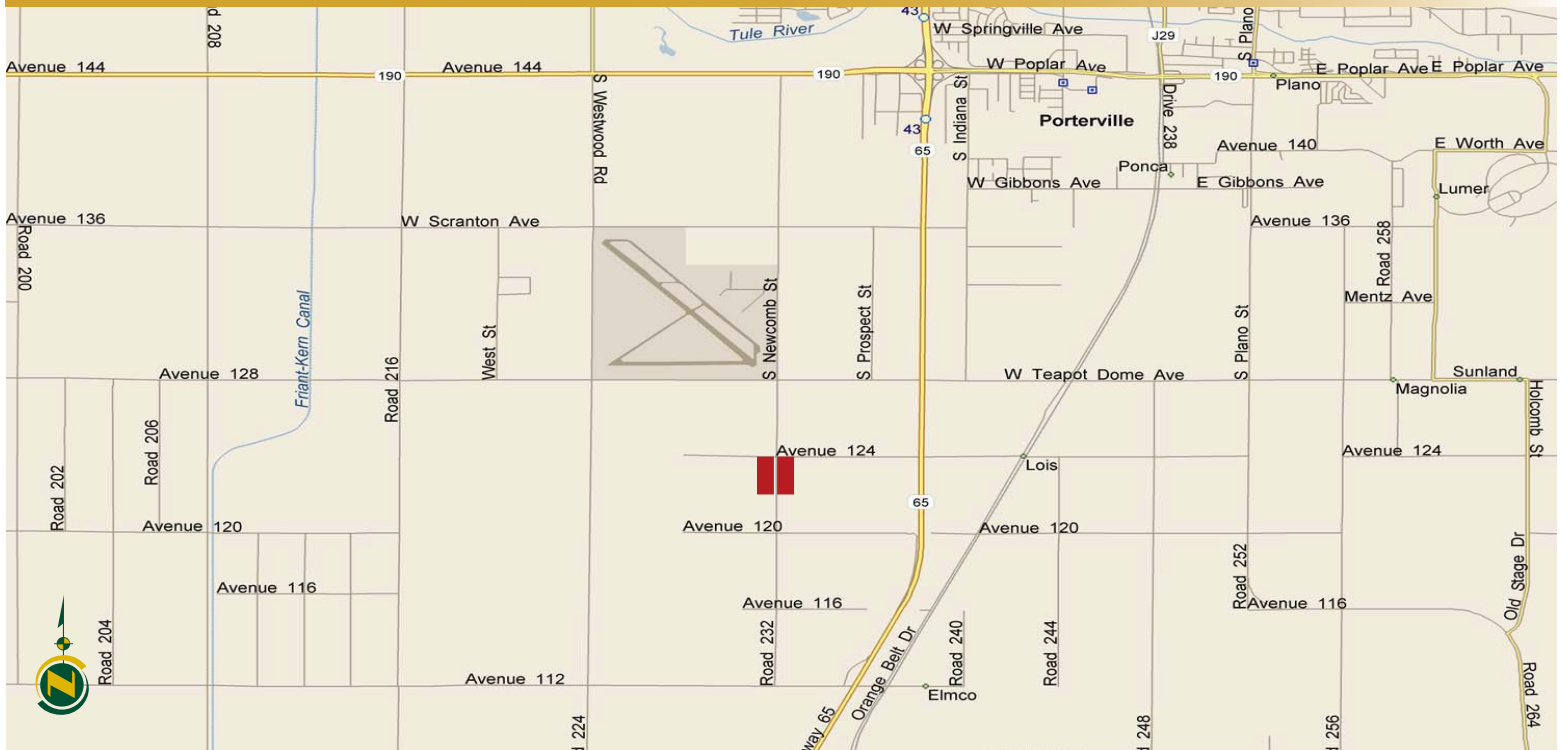 43
W Springville Ave
Tule River
J29
S Plano
d 208
Avenue 144
190
Avenue 144
190
W Poplar Ave
190
E Poplar Ave
E Poplar Ave
Plano
S Westwood Rd
S Indiana St
Drive 238
43
Porterville
65
Avenue 140
E Worth Ave
Ponca
W Gibbons Ave
E Gibbons Ave
Lumer
Avenue 136
Road 200
W Scranton Ave
Avenue 136
Road 258
Friant-Kern Canal
West St
S Newcomb St
S Prospect St
S Plano St
Mentz Ave
Avenue 128
Road 216
W Teapot Dome Ave
Sunland
Magnolia
Holcomb St
Road 202
Road 206
Avenue 124
Lois
Avenue 124
65
Avenue 120
Avenue 120
Avenue 120
Old Stage Dr
Avenue 116
Avenue 116
Road 252
Avenue 116
N
Road 204
Road 232
Orange Belt Dr
Road 240
Road 244
Avenue 112
Elmco
Road 264
d 224
way 65
d 248
d 256